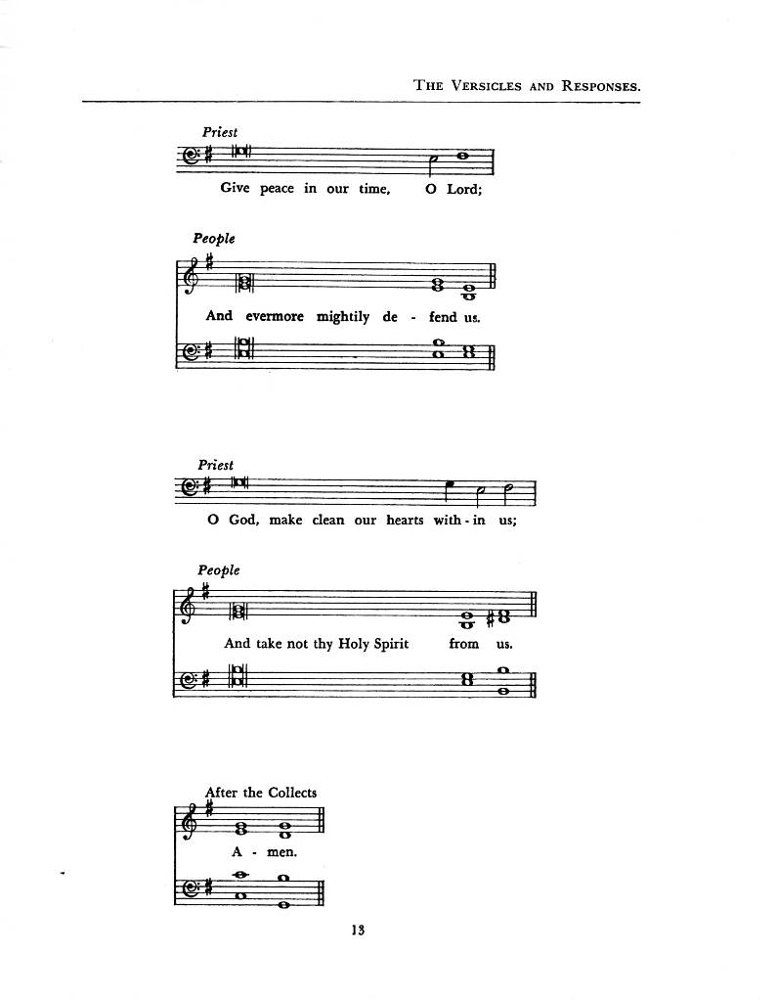 THE VERSICLES AND RESPONSES.
Priest
Give peace in our time, O Lord;
People
And evermore mightily de - fend us.
Priest
O God, make clean our hearts with - in us;
People
And take not thy Holy Spirit from us.
After the Collects
A - men.
13